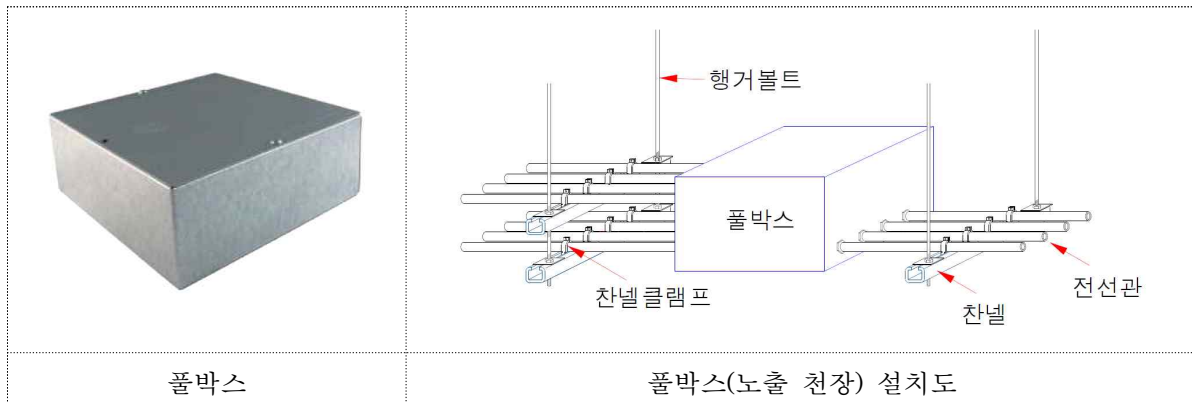 행거볼트
풀박스
찬넬클램프
전선관
찬넬
풀박스
풀박스(노출 천장) 설치도